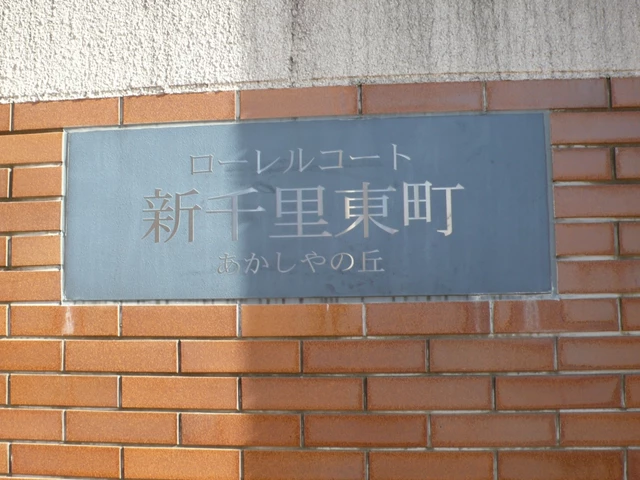 ローレルコート
新千里東町
あかしやの丘